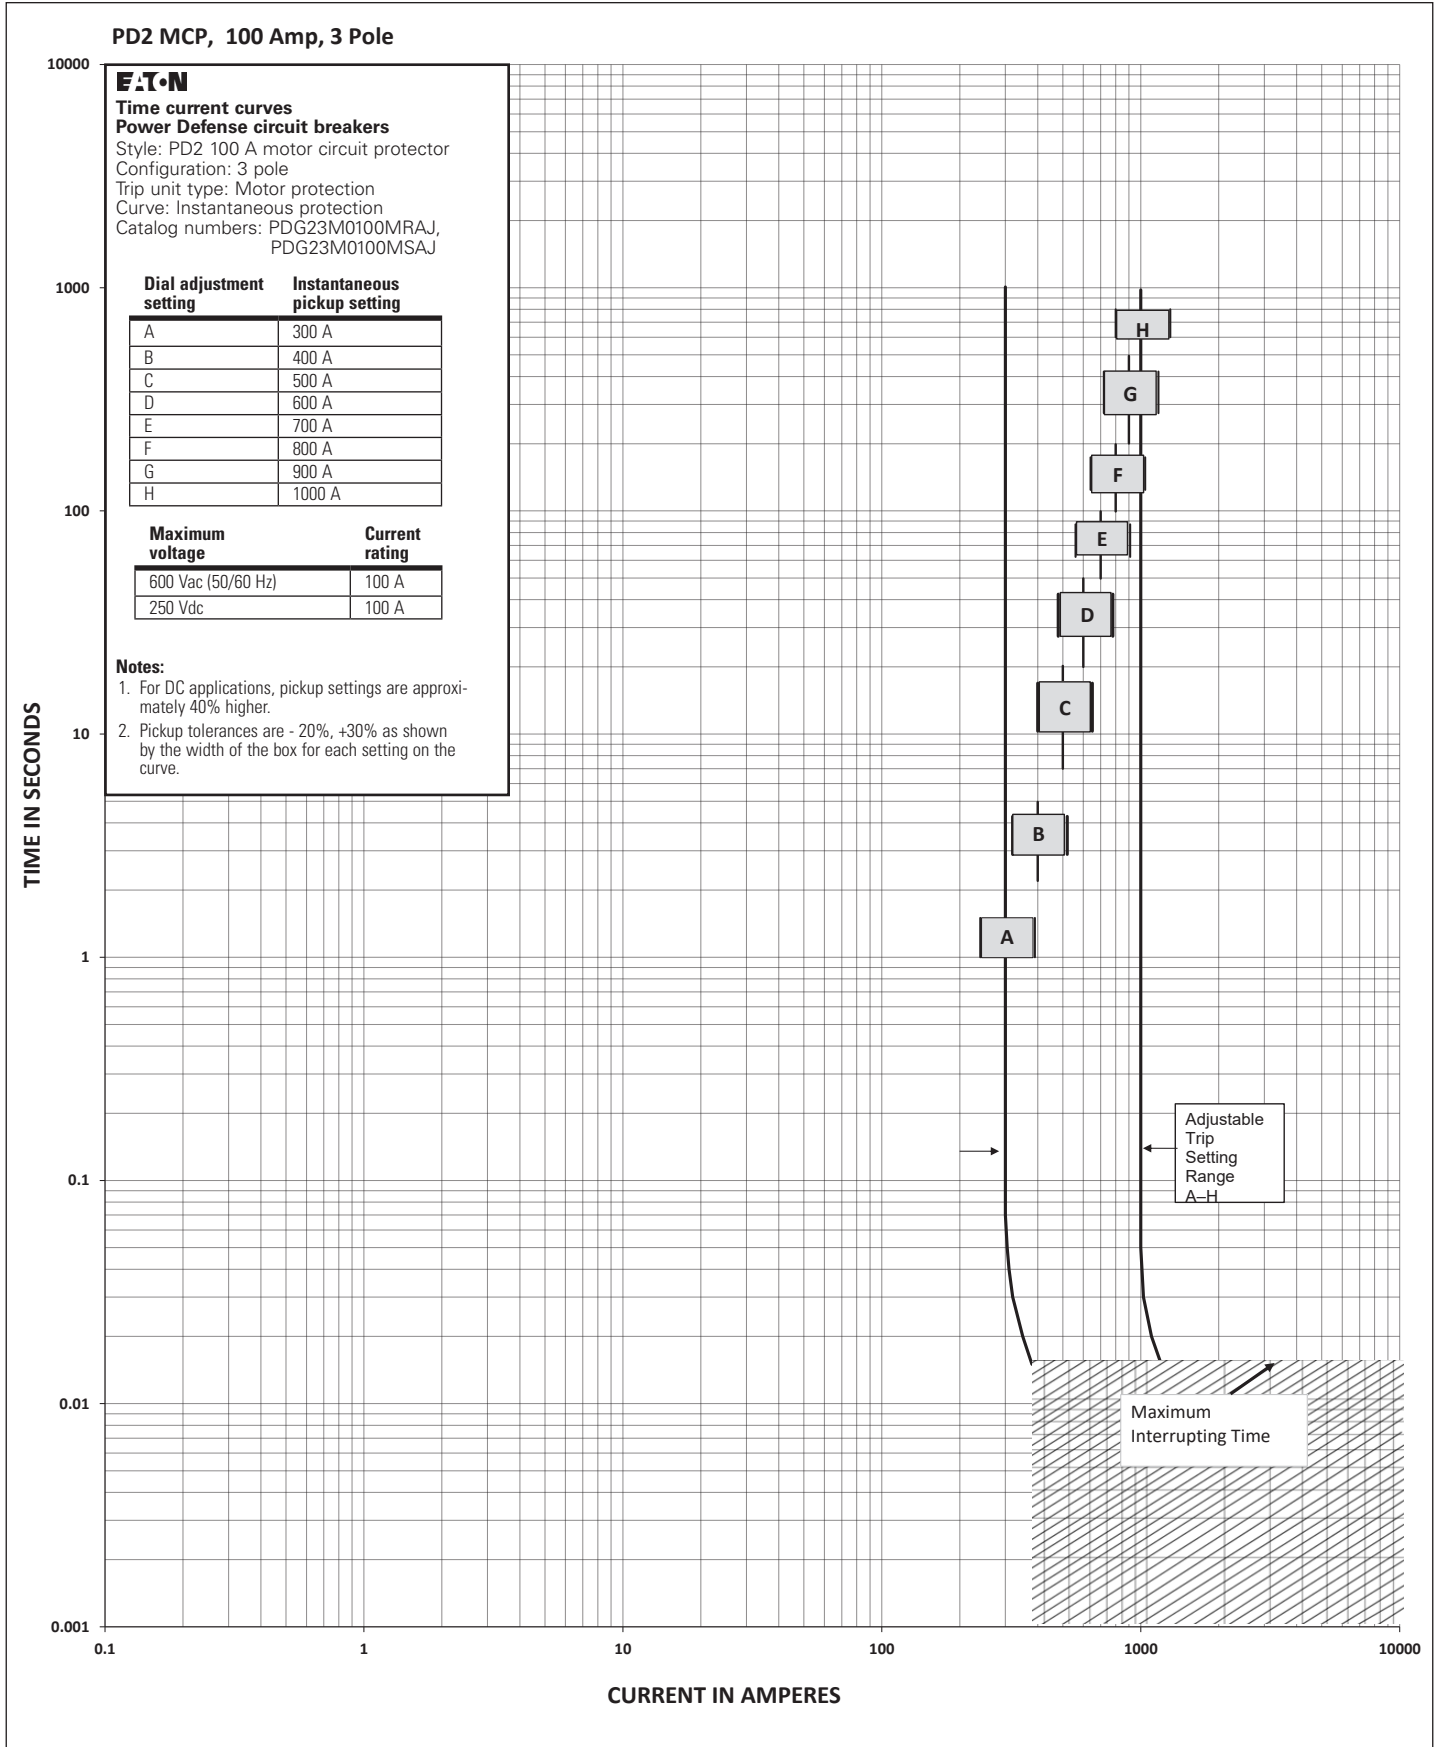 PD2 MCP, 100 Amp, 3 Pole
EATON
Time current curves
Power Defense circuit breakers
Style: PD2 100 A motor circuit protector
Configuration: 3 pole
Trip unit type: Motor protection
Curve: Instantaneous protection
Catalog numbers: PDG23M0100MRAJ,
PDG23M0100MSAJ
Dial adjustment setting Instantaneous pickup setting
A 300 A
B 400 A
C 500 A
D 600 A
E 700 A
F 800 A
G 900 A
H 1000 A
Maximum voltage Current rating
600 Vac (50/60 Hz) 100 A
250 Vdc 100 A
Notes:
1. For DC applications, pickup settings are approxi-
mately 40% higher.
2. Pickup tolerances are - 20%, +30% as shown
by the width of the box for each setting on the
curve.
TIME IN SECONDS
10000
1000
100
10
1
0.1
0.01
0.001
H
G
F
E
D
C
B
A
Adjustable
Trip
Setting
Range
A–H
Maximum
Interrupting Time
0.1 1 10 100 1000 10000
CURRENT IN AMPERES